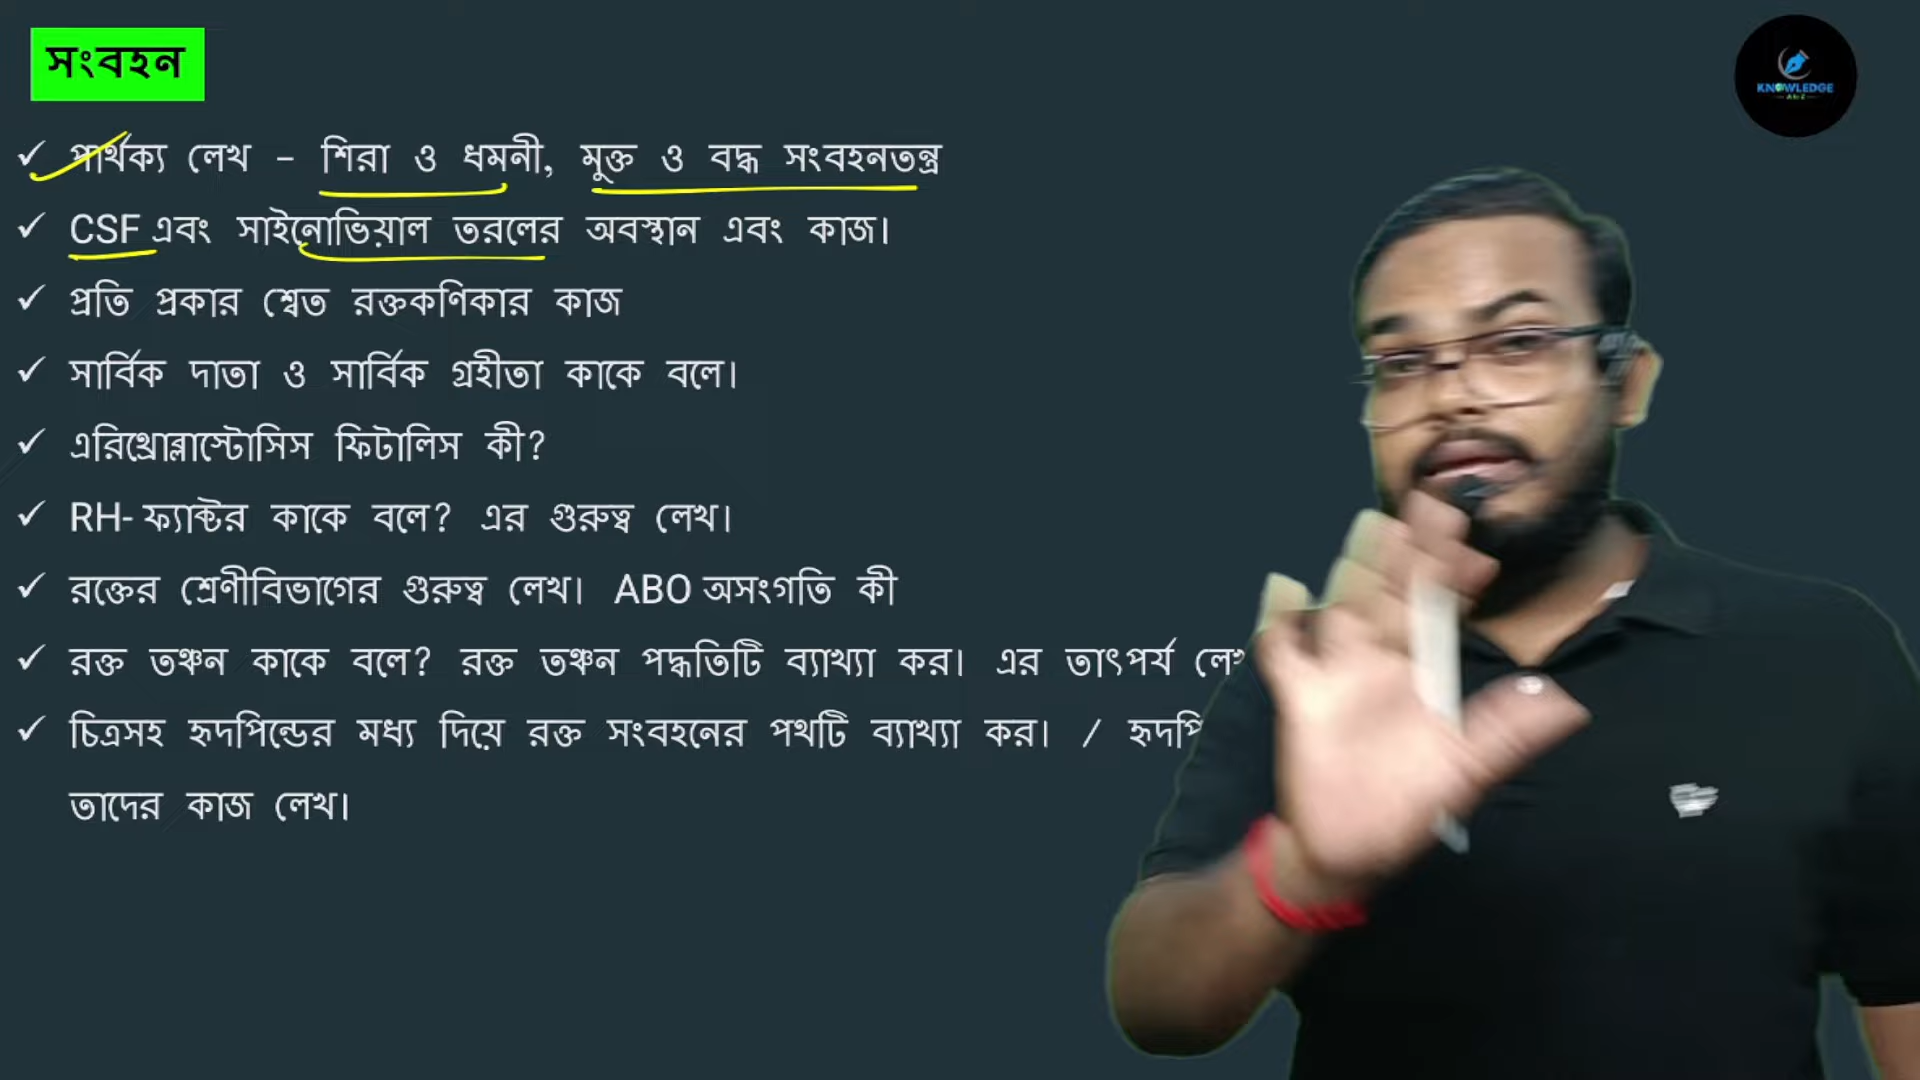 সংবহন
KNOWLEDGE
✓ পার্থক্য লেখ – শিরা ও ধমনী, মুক্ত ও বদ্ধ সংবহনতন্ত্র
✓ CSF এবং সাইনোভিয়াল তরলের অবস্থান এবং কাজ।
✓ প্রতি প্রকার শ্বেত রক্তকণিকার কাজ
✓ সার্বিক দাতা ও সার্বিক গ্রহীতা কাকে বলে।
✓ এরিথ্রোব্লাস্টোসিস ফিটালিস কী?
✓ RH- ফ্যাক্টর কাকে বলে? এর গুরুত্ব লেখ।
✓ রক্তের শ্রেণীবিভাগের গুরুত্ব লেখ। ABO অসংগতি কী
✓ রক্ত তঞ্চন কাকে বলে? রক্ত তঞ্চন পদ্ধতিটি ব্যাখ্যা কর। এর তাৎপর্য
✓ চিত্রসহ হৃদপিন্ডের মধ্য দিয়ে রক্ত সংবহনের পথটি ব্যাখ্যা কর। /
তাদের কাজ লেখ।